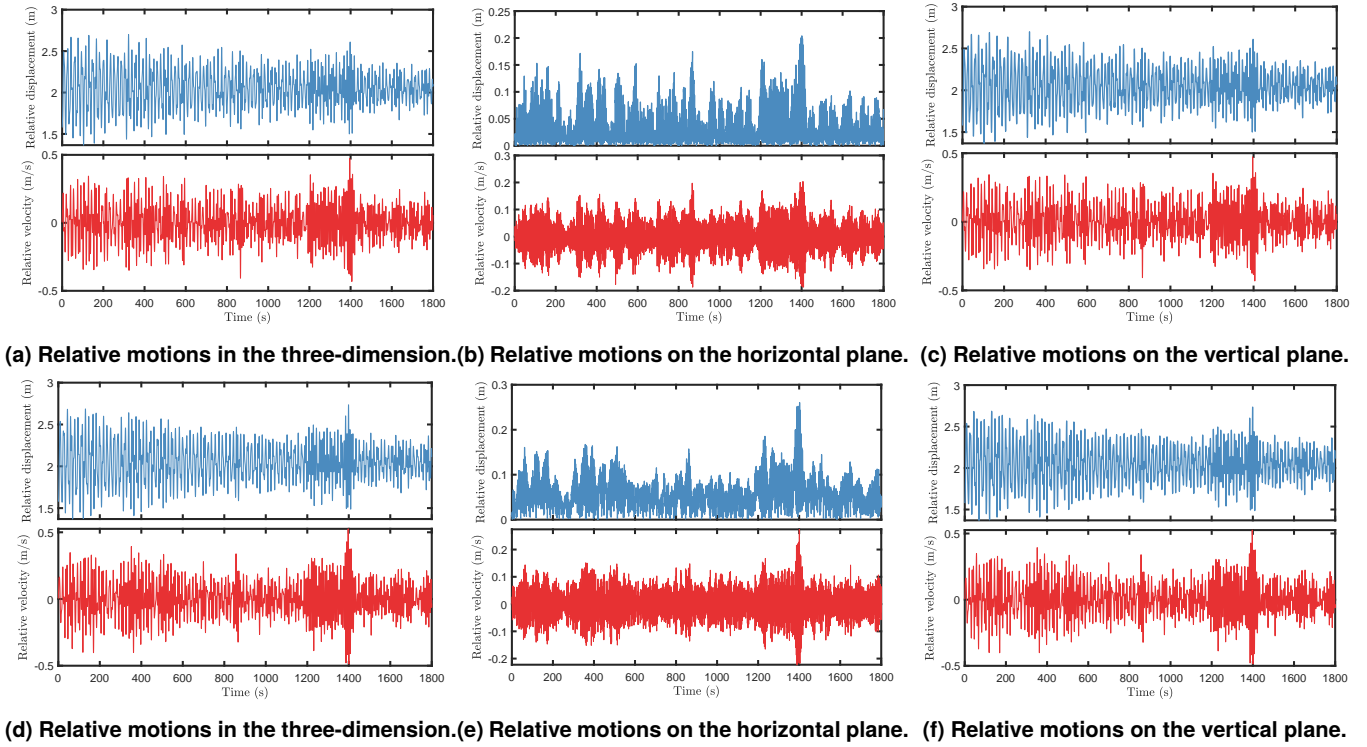 3
2.5
2
1.5
Relative displacement (m)
0.5
0
-0.5
Relative velocity (m/s)
0 200 400 600 800 1000 1200 1400 1600 1800
Time (s)
0.25
0.2
0.15
0.1
0.05
0
Relative displacement (m)
0.3
0.2
0.1
0
-0.1
-0.2
Relative velocity (m/s)
0 200 400 600 800 1000 1200 1400 1600 1800
Time (s)
3
2.5
2
1.5
Relative displacement (m)
0.5
0
-0.5
Relative velocity (m/s)
0 200 400 600 800 1000 1200 1400 1600 1800
Time (s)
(a) Relative motions in the three-dimension.(b) Relative motions on the horizontal plane. (c) Relative motions on the vertical plane.
3
2.5
2
1.5
Relative displacement (m)
0.5
0
-0.5
Relative velocity (m/s)
0 200 400 600 800 1000 1200 1400 1600 1800
Time (s)
0.3
0.2
0.1
0
Relative displacement (m)
0.2
0.1
0
-0.1
-0.2
Relative velocity (m/s)
0 200 400 600 800 1000 1200 1400 1600 1800
Time (s)
3
2.5
2
1.5
Relative displacement (m)
0.5
0
-0.5
Relative velocity (m/s)
0 200 400 600 800 1000 1200 1400 1600 1800
Time (s)
(d) Relative motions in the three-dimension.(e) Relative motions on the horizontal plane. (f) Relative motions on the vertical plane.